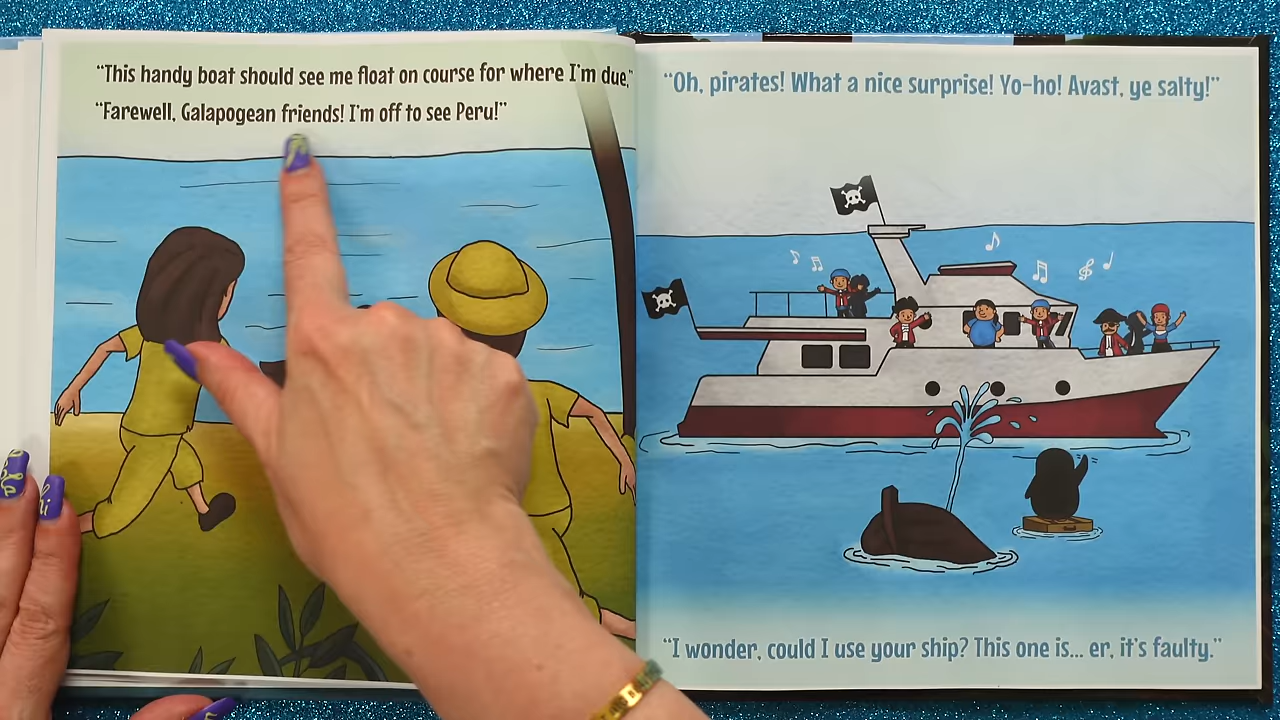 “This handy boat should see me float on course for where I’m due.”
“Farewell, Galapogean friends! I’m off to see Peru!”
“Oh, pirates! What a nice surprise! Yo-ho! Avast, ye salty!”
“I wonder, could I use your ship? This one is... er, it’s faulty.”